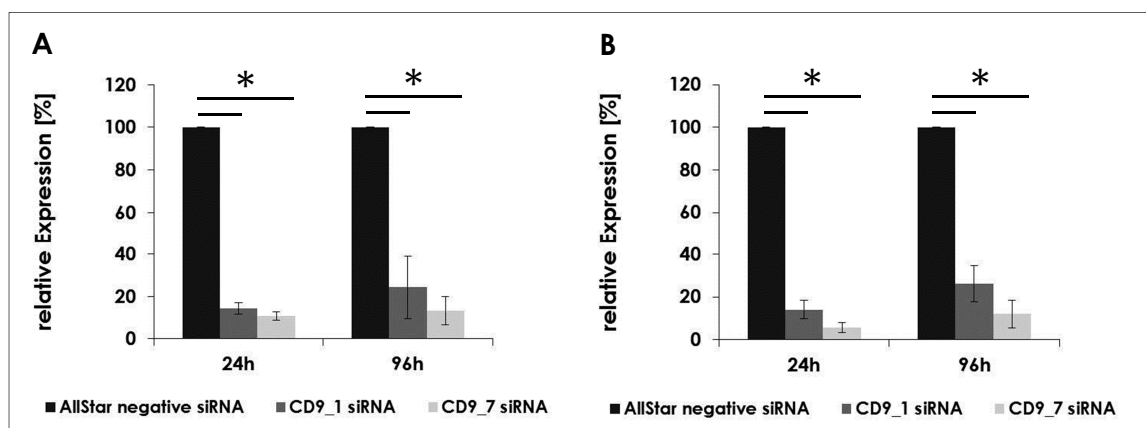 A
relative Expression [%]
120
100
80
60
40
20
0
*
*
24h
96h
AllStar negative siRNA
CD9_1 siRNA
CD9_7 siRNA
B
relative Expression [%]
120
100
80
60
40
20
0
*
*
24h
96h
AllStar negative siRNA
CD9_1 siRNA
CD9_7 siRNA